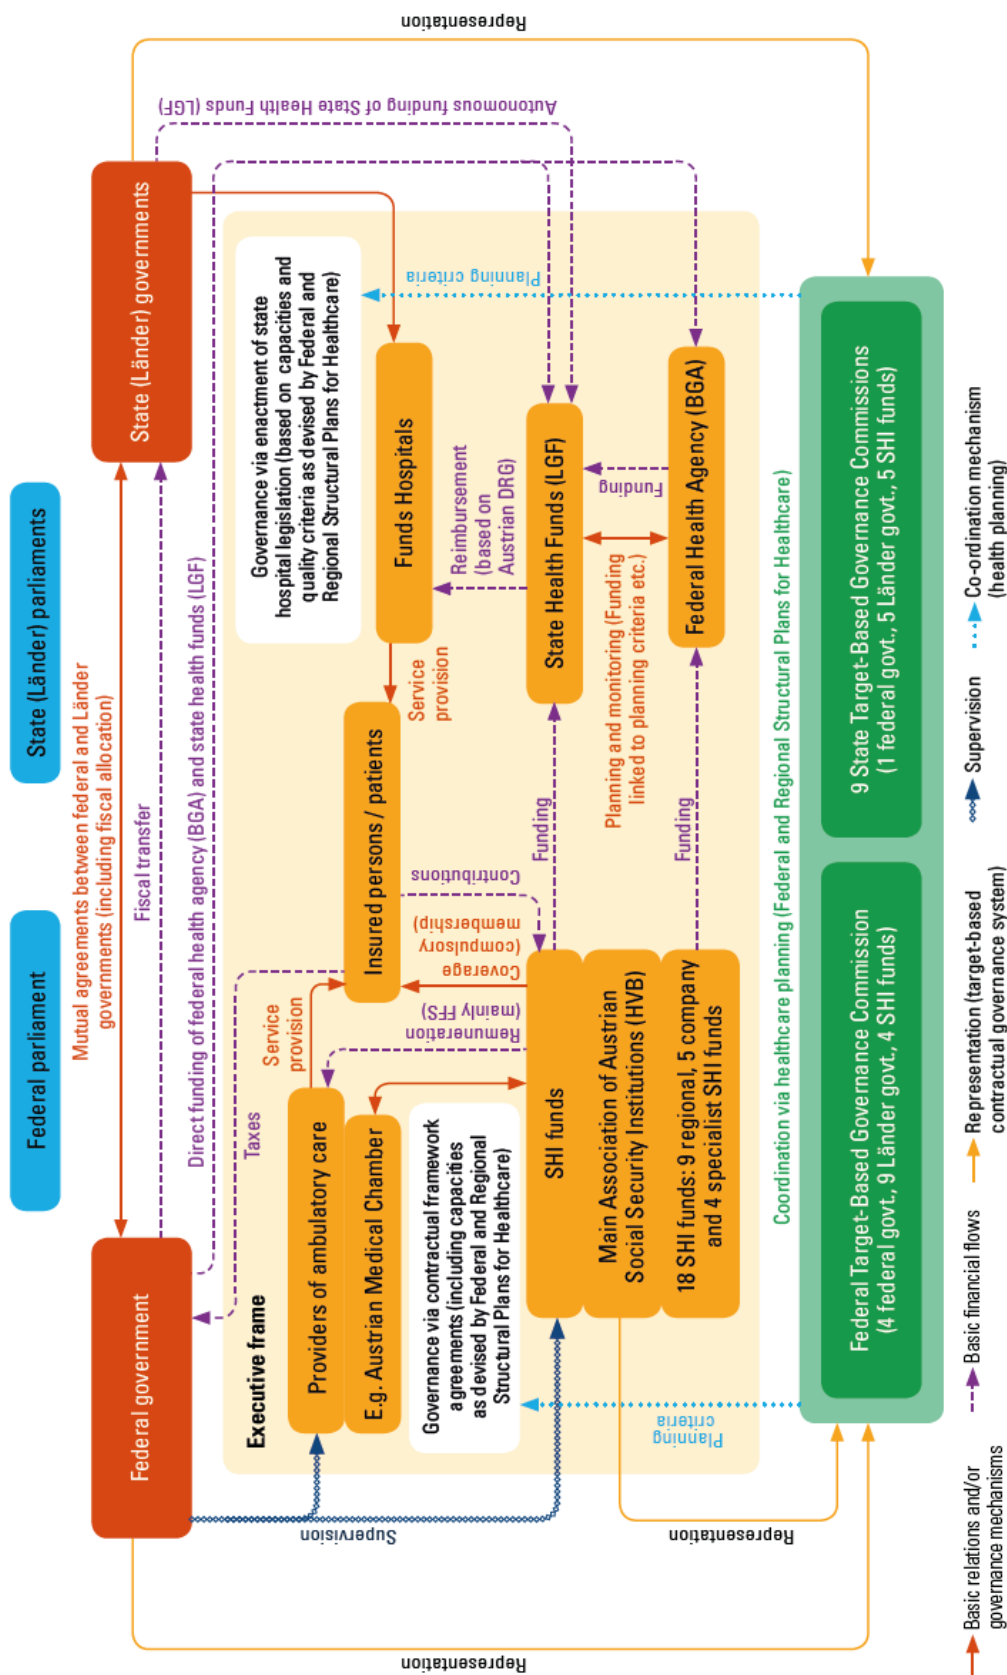 Federal parliament
State (Länder) parliaments
Federal government
Mutual agreements between federal and Länder
governments (including fiscal allocation)
State (Länder) governments
Fiscal transfer
Direct funding of federal health agency (BGA) and state health funds (LGF)
Autonomous funding of State Health Funds (LGF)
Taxes
Executive frame
Providers of ambulatory care
E.g. Austrian Medical Chamber
Service
provision
Insured persons / patients
Service
provision
Funds Hospitals
Governance via enactment of state
hospital legislation (based on capacities and
quality criteria as devised by Federal and
Regional Structural Plans for Healthcare)
Governance via contractual framework
agreements (including capacities
as devised by Federal and Regional
Structural Plans for Healthcare)
Remuneration
(mainly FFS)
Coverage
(compulsory
membership)
Contributions
Reimbursement
(based on
Austrian DRG)
Planning criteria
SHI funds
Main Association of Austrian
Social Security Institutions (HVB)
18 SHI funds: 9 regional, 5 company
and 4 specialist SHI funds
Funding
State Health Funds (LGF)
Planning and monitoring (Funding
linked to planning criteria etc.)
Funding
Funding
Federal Health Agency (BGA)
Supervision
Planning
criteria
Representation
Representation
Representation
Coordination via healthcare planning (Federal and Regional Structural Plans for Healthcare)
Federal Target-Based Governance Commission
(4 federal govt., 9 Länder govt., 4 SHI funds)
9 State Target-Based Governance Commissions
(1 federal govt., 5 Länder govt., 5 SHI funds)
Basic relations and/or
governance mechanisms
Basic financial flows
Representation (target-based
contractual governance system)
Supervision
Co-ordination mechanism
(health planning)